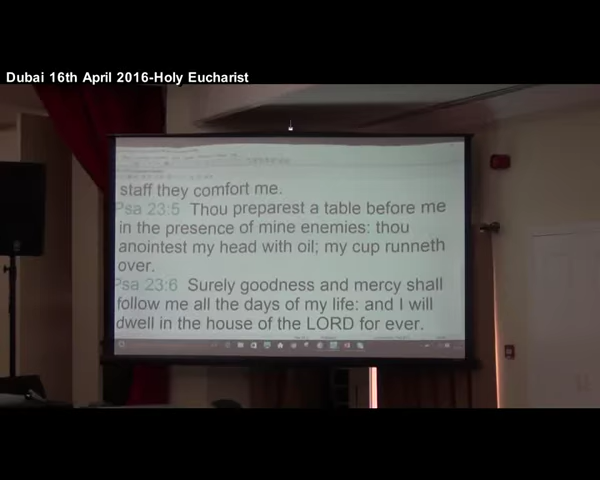 Dubai 16th April 2016-Holy Eucharist
staff they comfort me.
Psa 23:5 Thou preparest a table before me
in the presence of mine enemies: thou
anointest my head with oil; my cup runneth
over.
Psa 23:6 Surely goodness and mercy shall
follow me all the days of my life: and I will
dwell in the house of the LORD for ever.